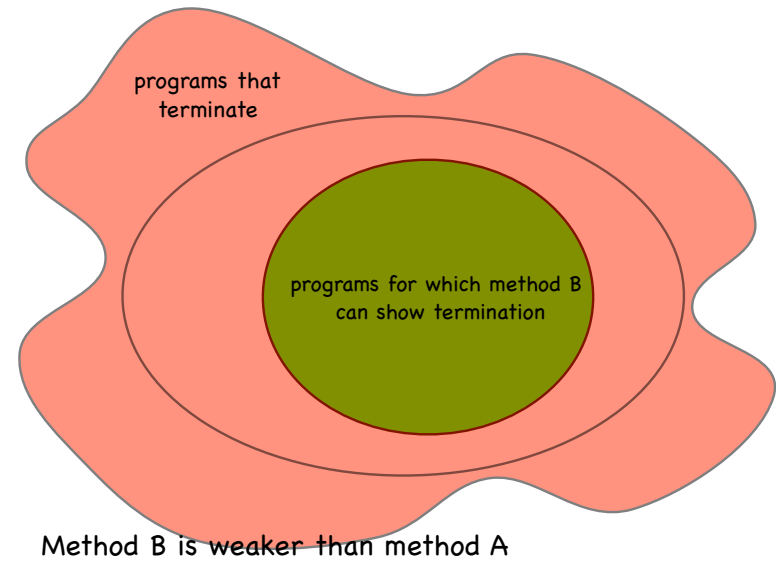 programs that
terminate
programs for which method B
can show termination
Method B is weaker than method A